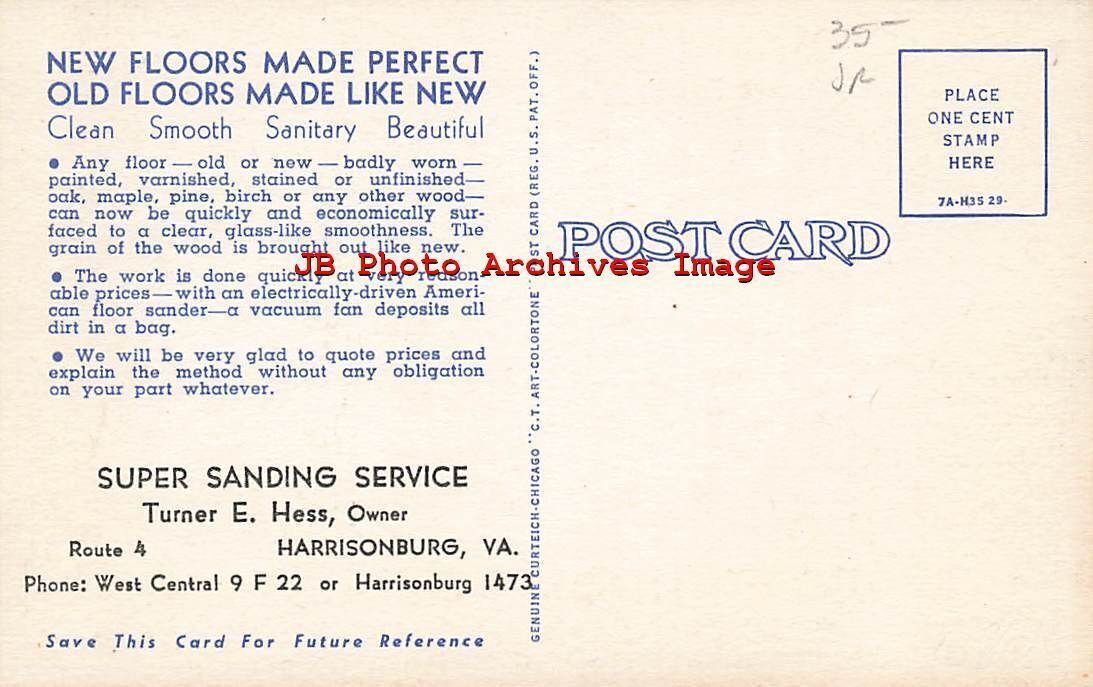 NEW FLOORS MADE PERFECT
OLD FLOORS MADE LIKE NEW
Clean Smooth Sanitary Beautiful
• Any floor — old or new — badly worn —
painted, varnished, stained or unfinished—
oak, maple, pine, birch or any other wood—
can now be quickly and economically sur-
faced to a clear, glass-like smoothness. The
grain of the wood is brought out like new.
• The work is done quickly at very reason-
able prices — with an electrically-driven Ameri-
can floor sander—a vacuum fan deposits all
dirt in a bag.
• We will be very glad to quote prices and
explain the method without any obligation
on your part whatever.
SUPER SANDING SERVICE
Turner E. Hess, Owner
Route 4 HARRISONBURG, VA.
Phone: West Central 9 F 22 or Harrisonburg 1473
Save This Card For Future Reference
GENUINE CURTEICH-CHICAGO "C.T. ART-COLORTONE" POST CARD (REG. U.S. PAT. OFF.)
POST CARD
35-
PLACE
ONE CENT
STAMP
HERE
7A-H35 29-
JB Photo Archives Image